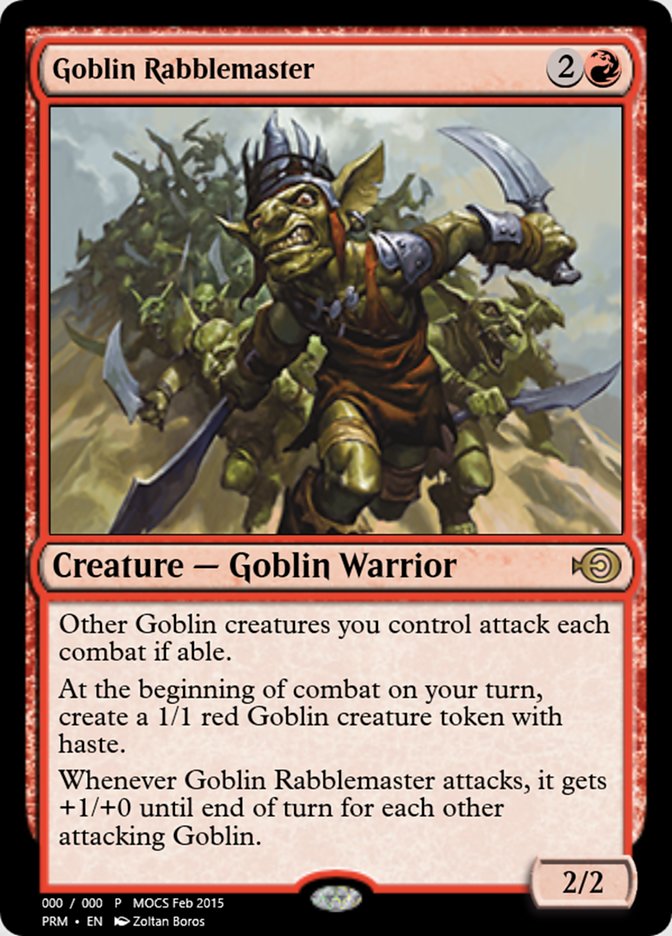 Goblin Rabblemaster 2
Creature — Goblin Warrior
Other Goblin creatures you control attack each
combat if able.
At the beginning of combat on your turn,
create a 1/1 red Goblin creature token with
haste.
Whenever Goblin Rabblemaster attacks, it gets
+1/+0 until end of turn for each other
attacking Goblin.
2/2
000 / 000 P MOCS Feb 2015
PRM • EN Zoltan Boros